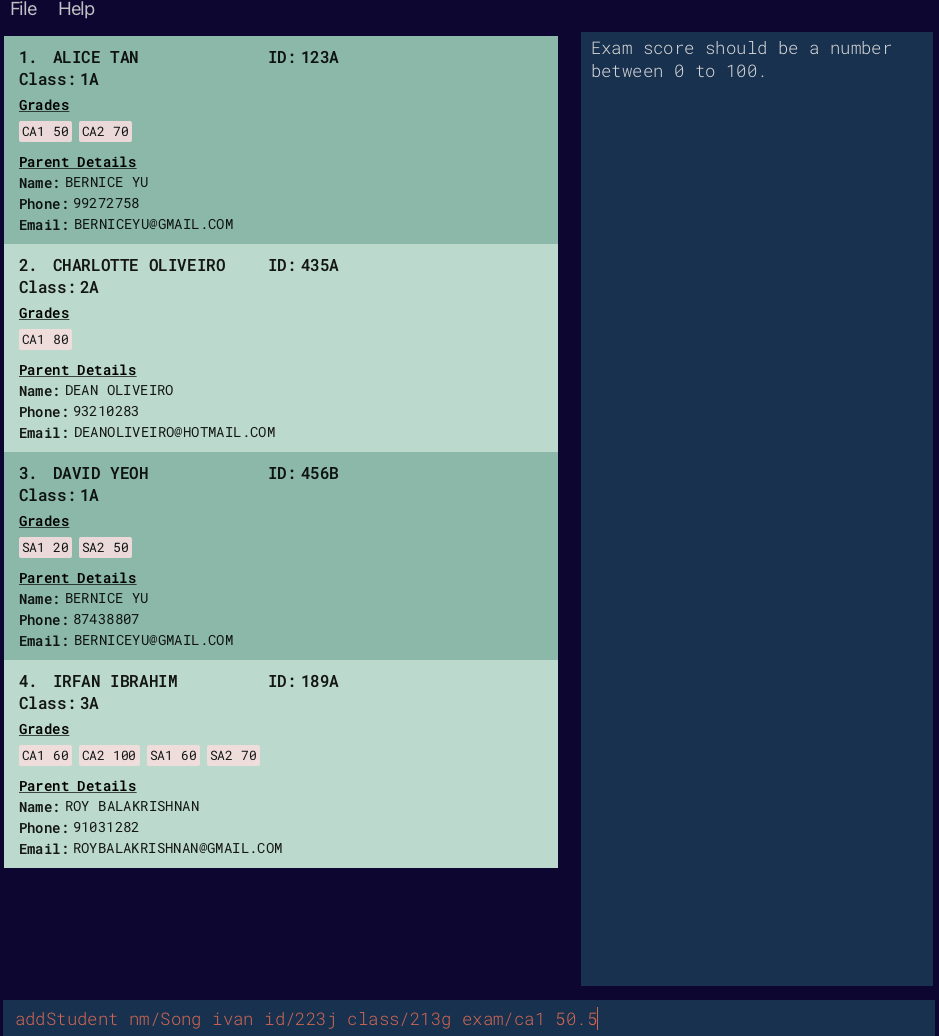 File Help
1. ALICE TAN ID: 123A
Class: 1A
Grades
CA1 50 CA2 70
Parent Details
Name: BERNICE YU
Phone: 99272758
Email: BERNICEYU@GMAIL.COM
2. CHARLOTTE OLIVEIRO ID: 435A
Class: 2A
Grades
CA1 80
Parent Details
Name: DEAN OLIVEIRO
Phone: 93210283
Email: DEANOLIVEIRO@HOTMAIL.COM
3. DAVID YEOH ID: 456B
Class: 1A
Grades
SA1 20 SA2 50
Parent Details
Name: BERNICE YU
Phone: 87438807
Email: BERNICEYU@GMAIL.COM
4. IRFAN IBRAHIM ID: 189A
Class: 3A
Grades
CA1 60 CA2 100 SA1 60 SA2 70
Parent Details
Name: ROY BALAKRISHNAN
Phone: 91031282
Email: ROYBALAKRISHNAN@GMAIL.COM
Exam score should be a number
between 0 to 100.
addStudent nm/Song ivan id/223j class/213g exam/ca1 50.5